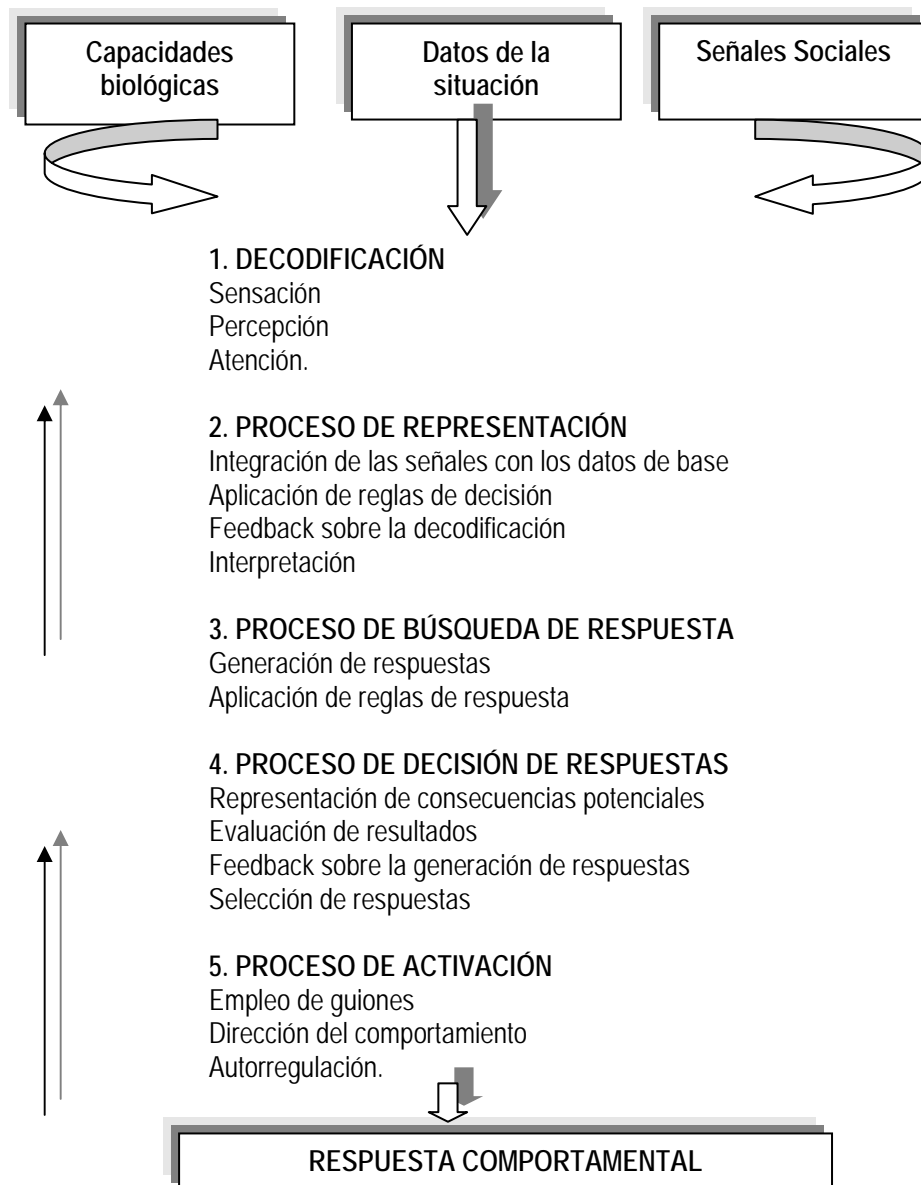 Capacidades
biológicas
Datos de la
situación
Señales Sociales
1. DECODIFICACIÓN
Sensación
Percepción
Atención.
2. PROCESO DE REPRESENTACIÓN
Integración de las señales con los datos de base
Aplicación de reglas de decisión
Feedback sobre la decodificación
Interpretación
3. PROCESO DE BÚSQUEDA DE RESPUESTA
Generación de respuestas
Aplicación de reglas de respuesta
4. PROCESO DE DECISIÓN DE RESPUESTAS
Representación de consecuencias potenciales
Evaluación de resultados
Feedback sobre la generación de respuestas
Selección de respuestas
5. PROCESO DE ACTIVACIÓN
Empleo de guiones
Dirección del comportamiento
Autorregulación.
RESPUESTA COMPORTAMENTAL